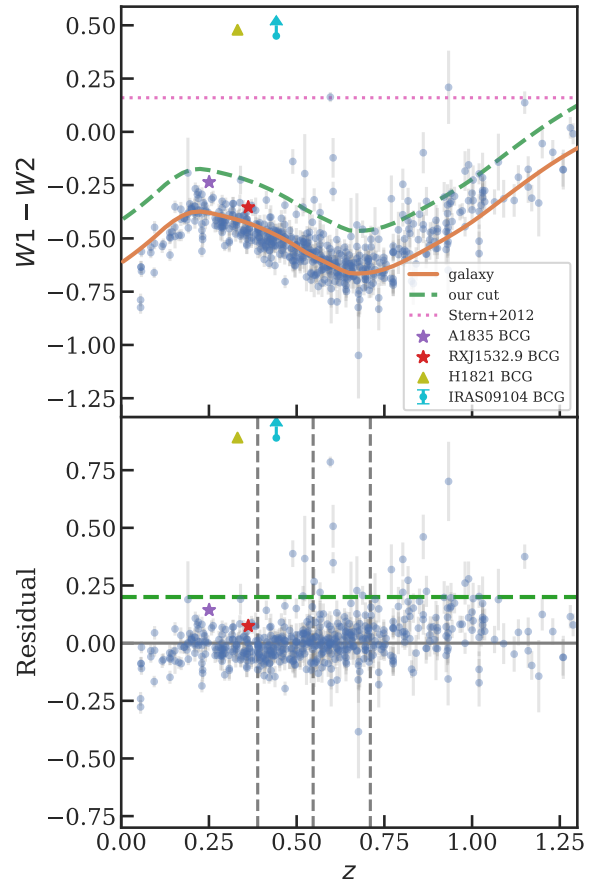 0.50
0.25
0.00
−0.25
−0.50
−0.75
−1.00
−1.25
W1 − W2
galaxy
our cut
Stern+2012
A1835 BCG
RXJ1532.9 BCG
H1821 BCG
IRAS09104 BCG
0.75
0.50
0.25
0.00
−0.25
−0.50
−0.75
Residual
0.00 0.25 0.50 0.75 1.00 1.25
z